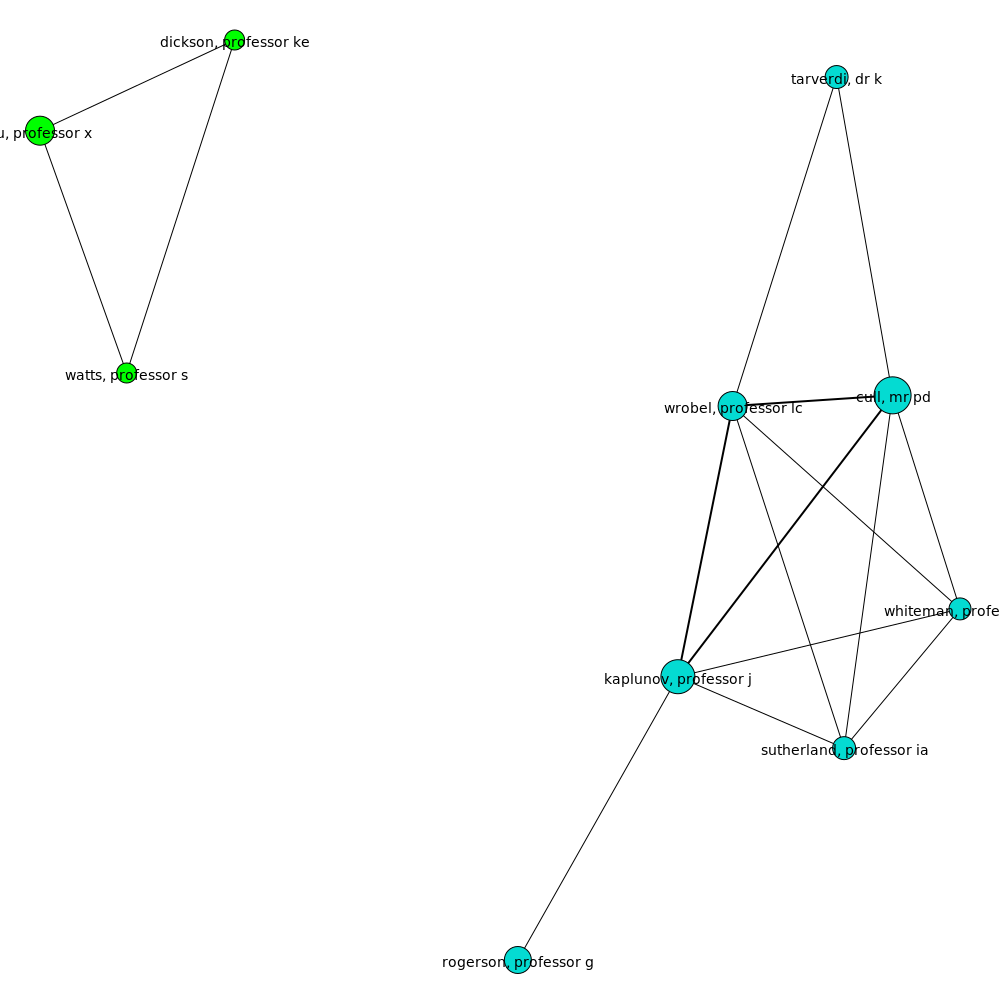 dickson, professor ke
tarverdi, dr k
u, professor x
watts, professor s
cull, mr pd
wrobel, professor lc
whiteman, profe
kaplunov, professor j
sutherland, professor ia
rogerson, professor g